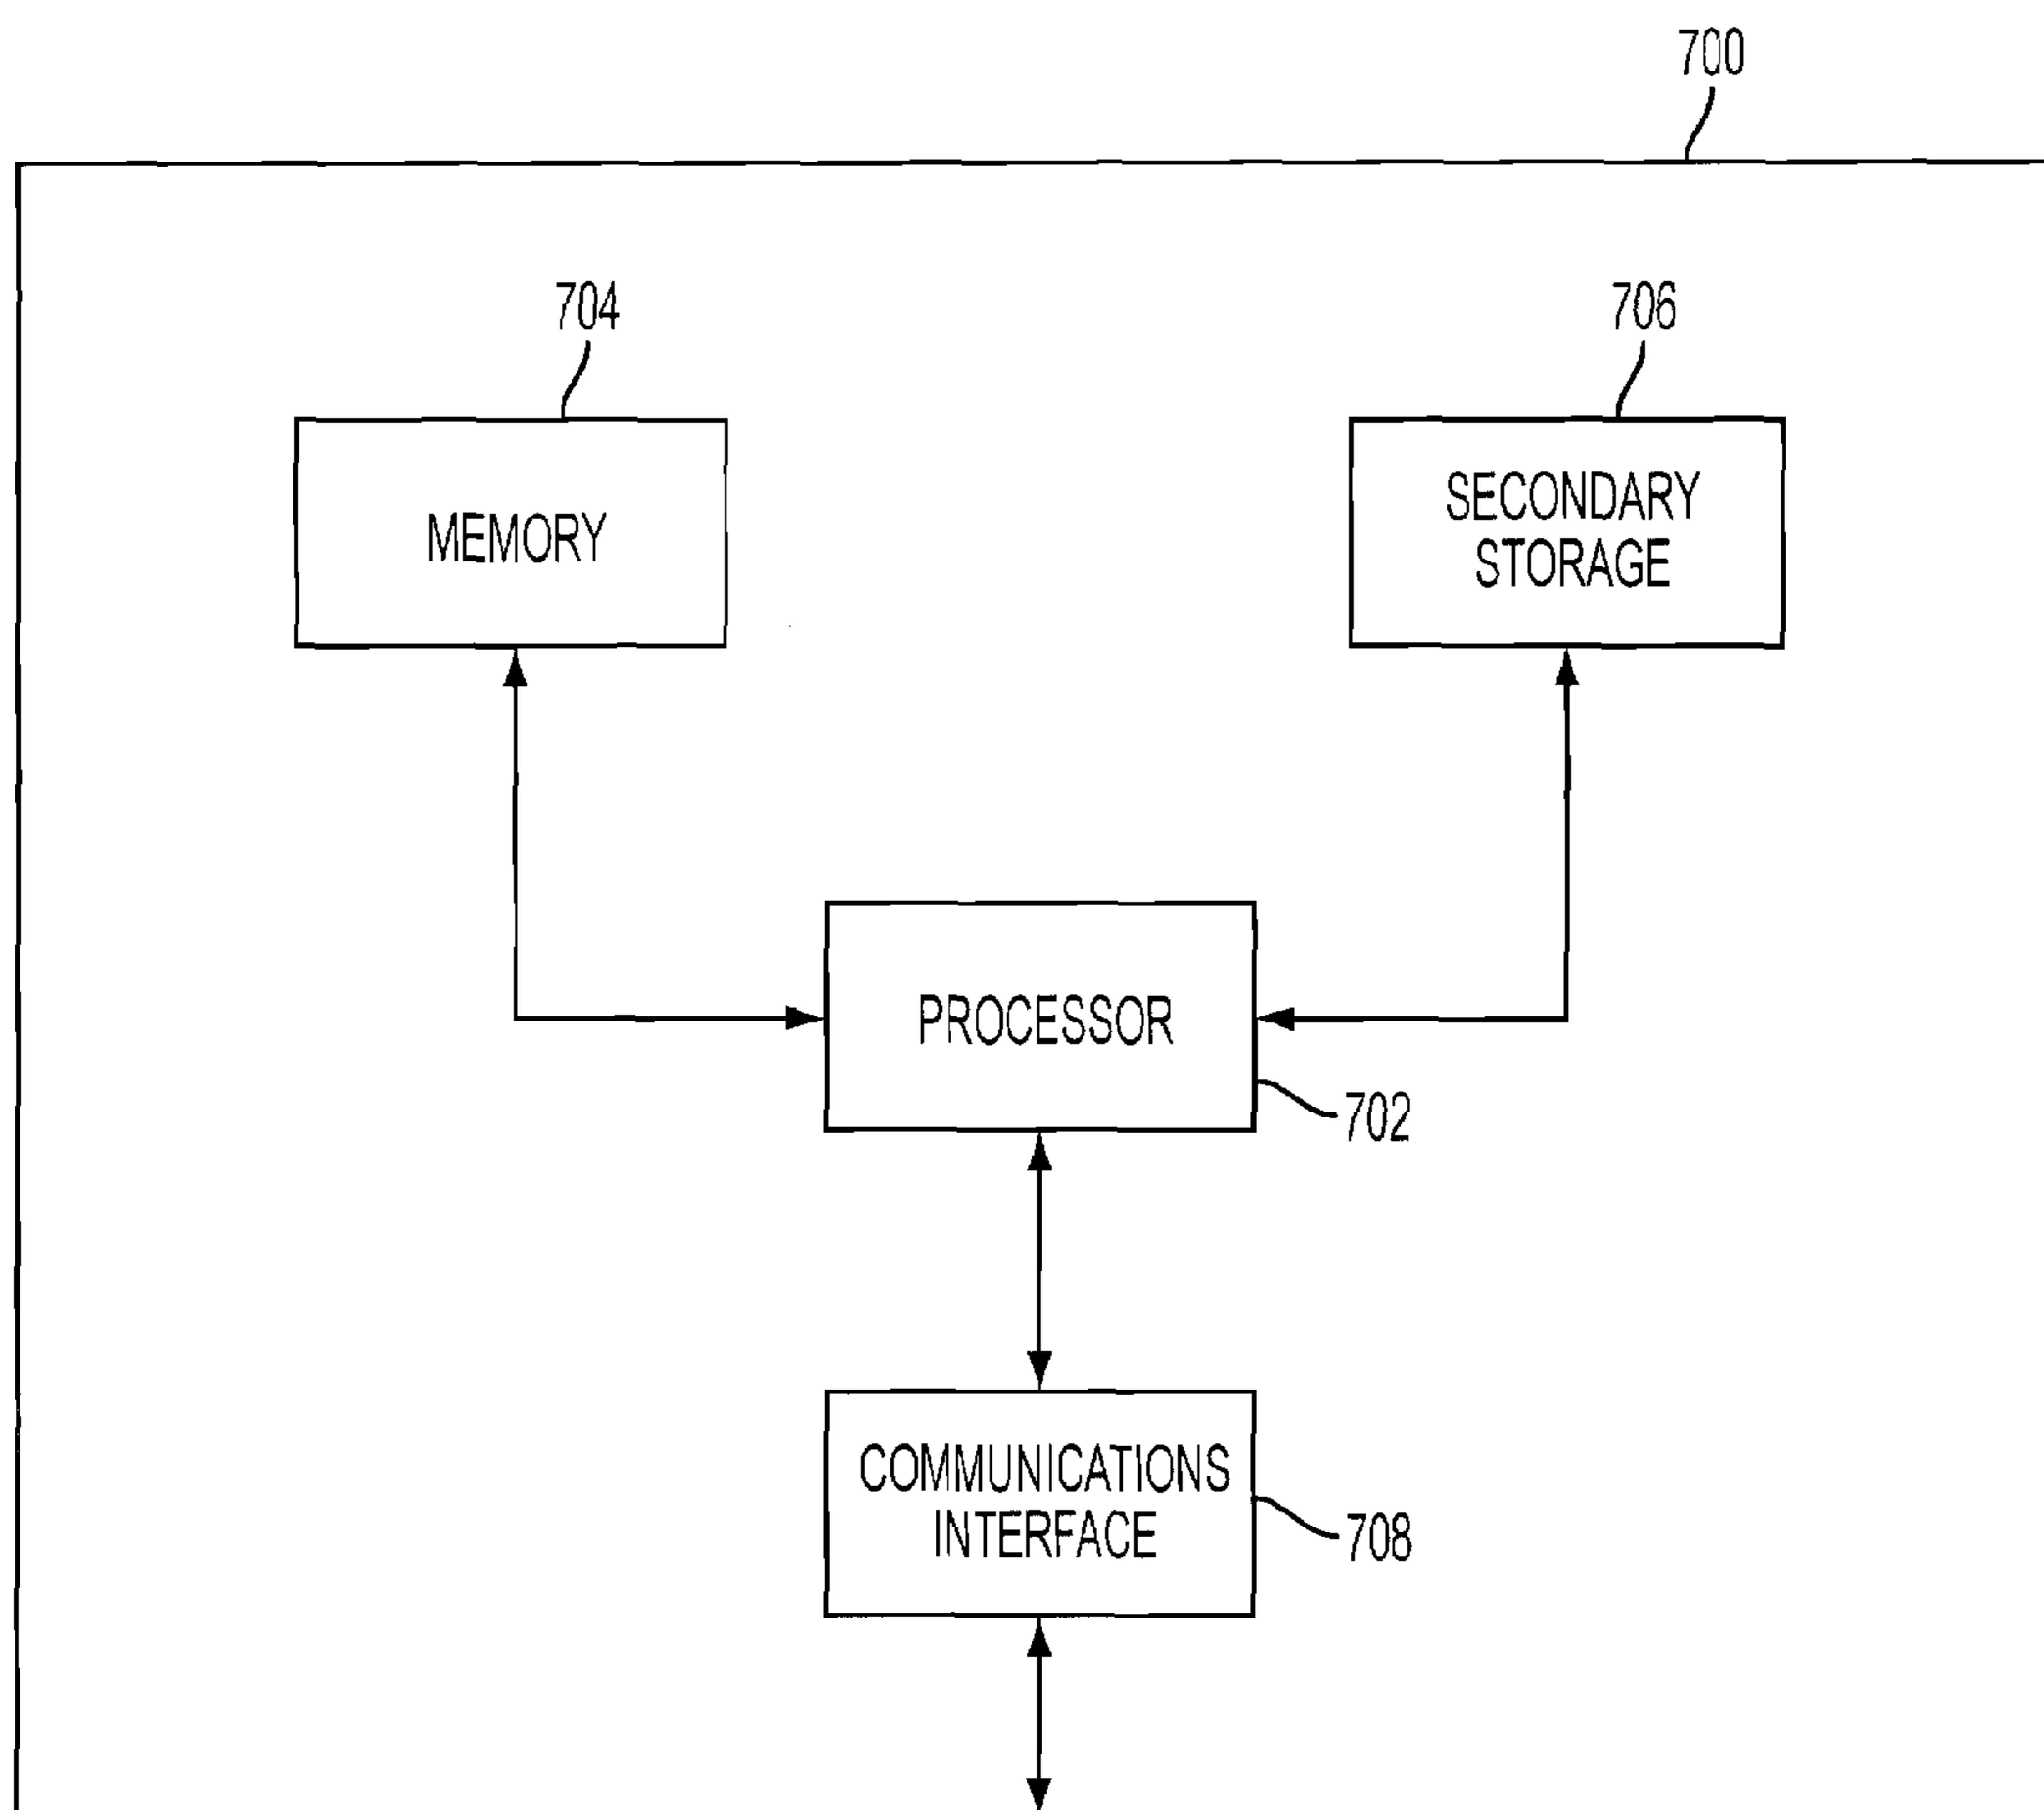 700
704
706
MEMORY
SECONDARY
STORAGE
PROCESSOR
702
COMMUNICATIONS
INTERFACE
708